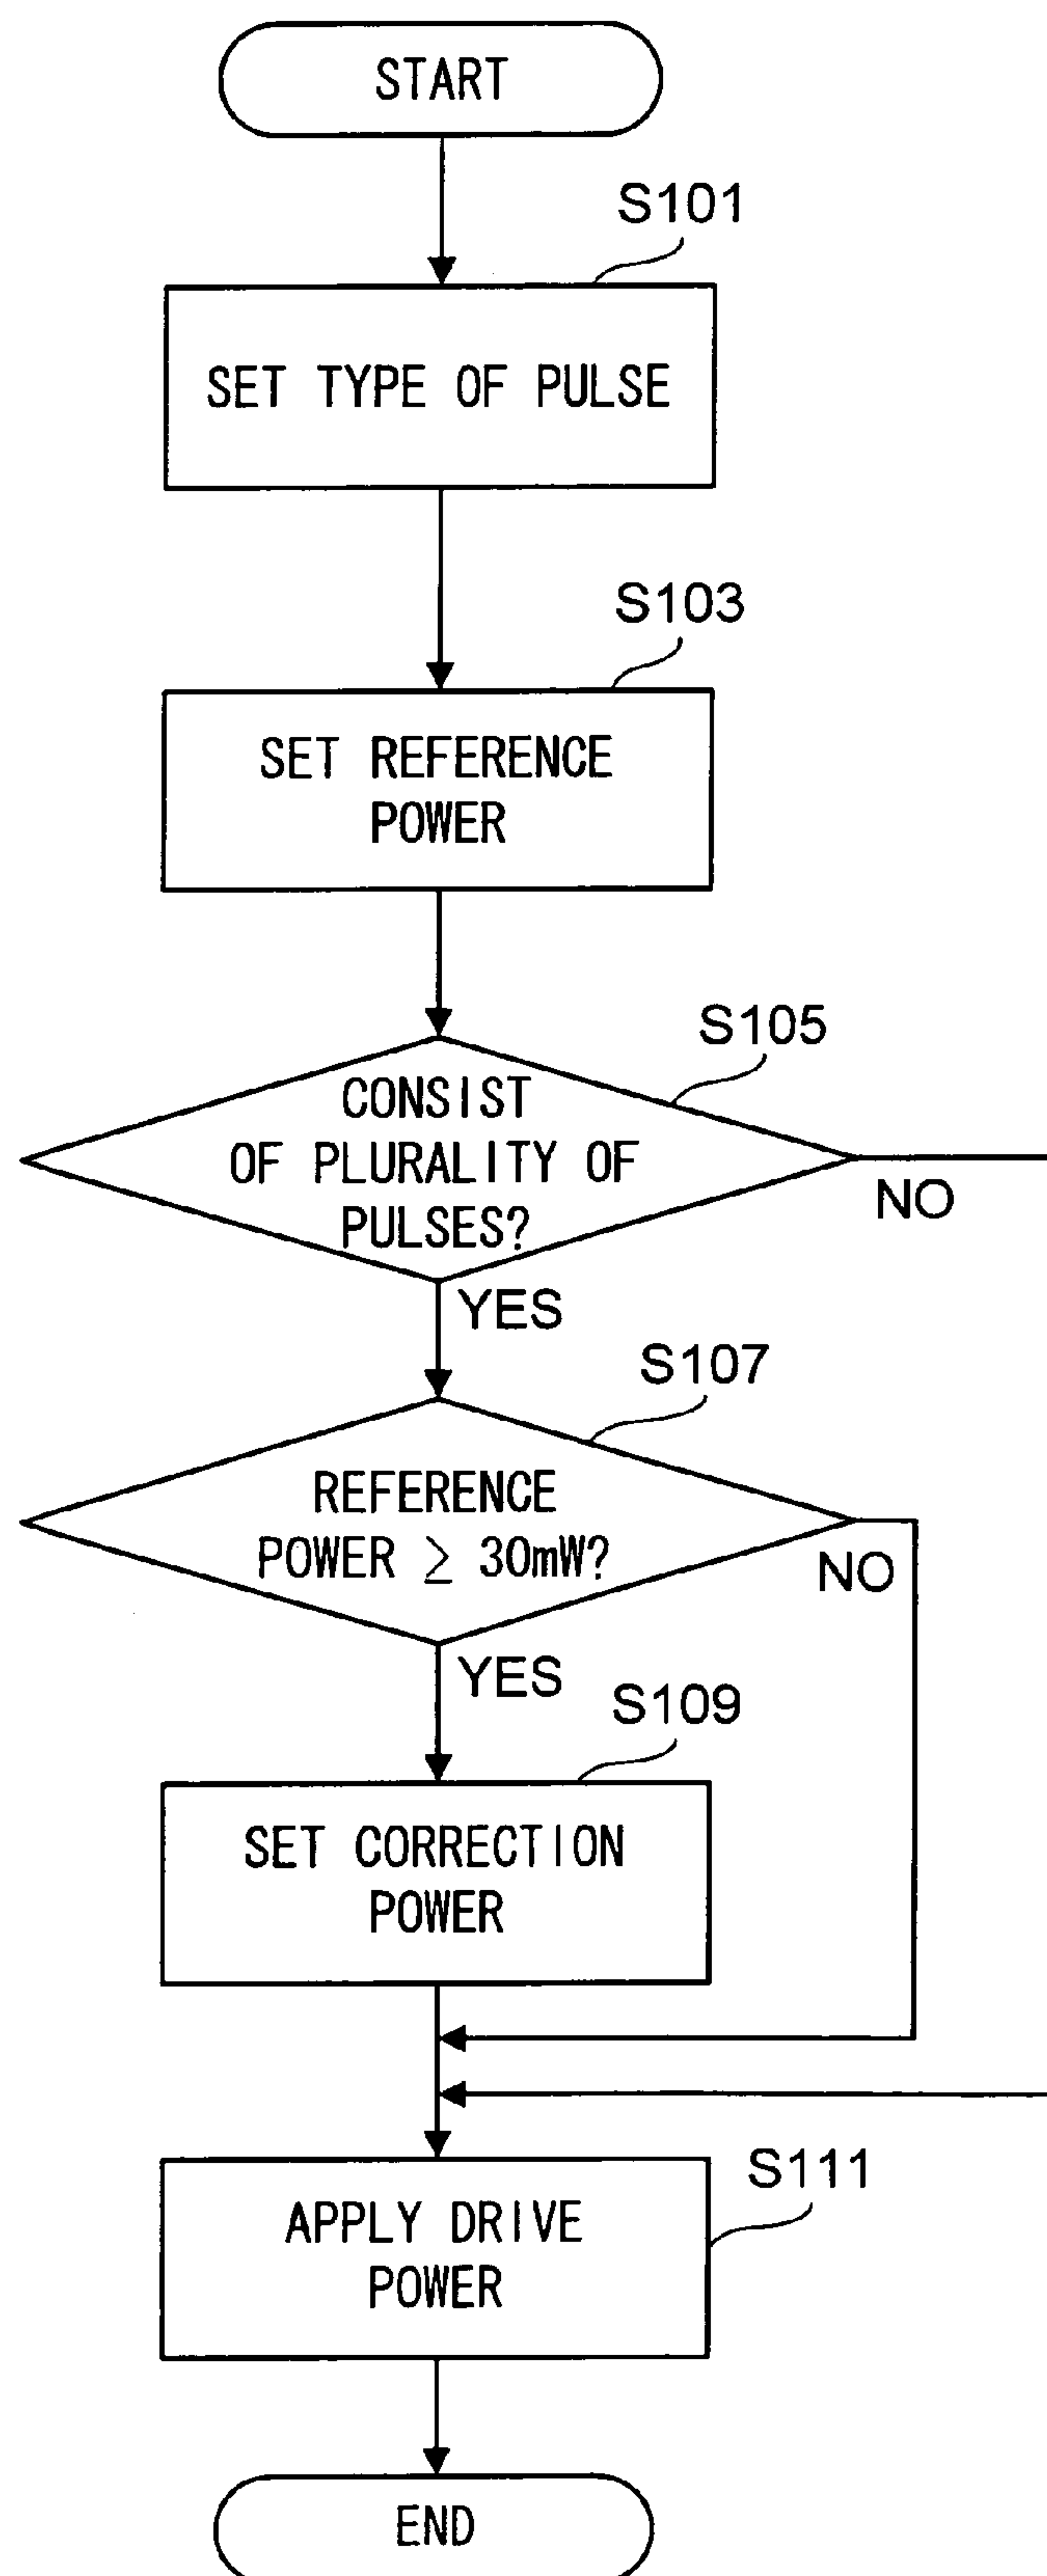 START
S101
SET TYPE OF PULSE
S103
SET REFERENCE
POWER
S105
CONSIST
OF PLURALITY OF
PULSES?
NO
YES
S107
REFERENCE
POWER ≥ 30mW?
NO
YES
S109
SET CORRECTION
POWER
S111
APPLY DRIVE
POWER
END